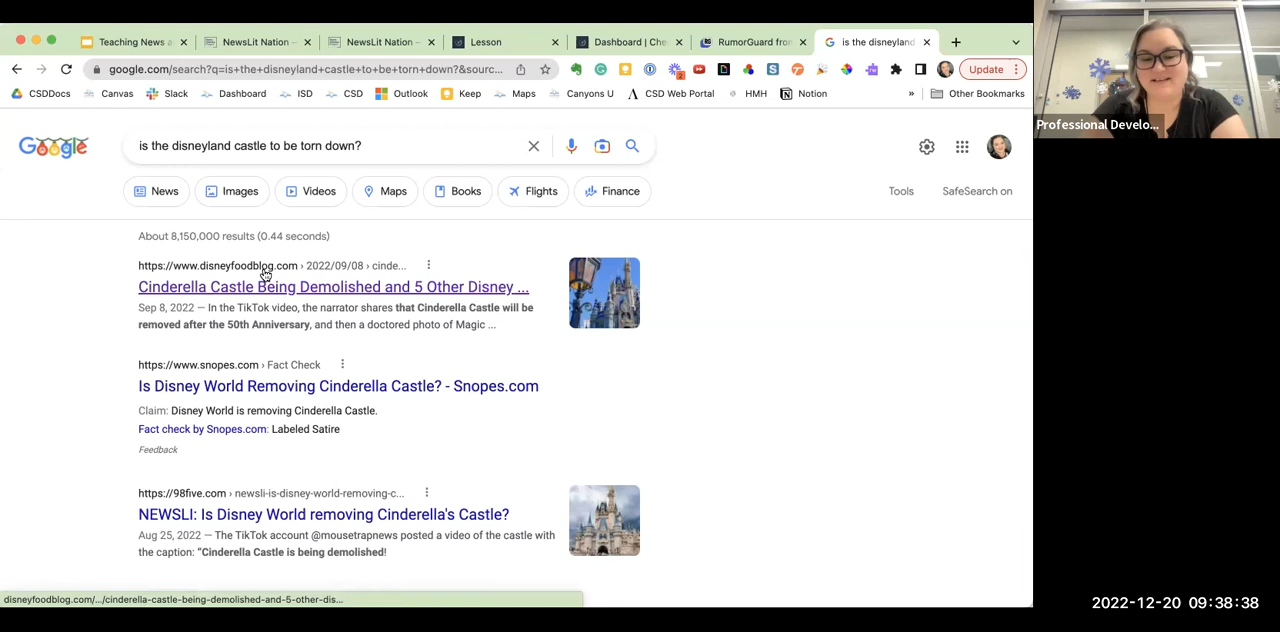 Teaching News a
NewsLit Nation –
NewsLit Nation –
Lesson
Dashboard | Che
RumorGuard from
is the disneyland
google.com/search?q=is+the+disneyland+castle+to+be+torn+down...sourc...
Update
CSDDocs
Canvas
Slack
Dashboard
ISD
CSD
Outlook
Keep
Maps
Canyons U
CSD Web Portal
HMH
Notion
»
Other Bookmarks
Professional Develo...
Google
is the disneyland castle to be torn down?
News
Images
Videos
Maps
Books
Flights
Finance
Tools
SafeSearch on
About 8,150,000 results (0.44 seconds)
https://www.disneyfoodblog.com › 2022/09/08 › cinde...
Cinderella Castle Being Demolished and 5 Other Disney ...
Sep 8, 2022 — In the TikTok video, the narrator shares that Cinderella Castle will be
removed after the 50th Anniversary, and then a doctored photo of Magic ...
https://www.snopes.com › Fact Check
Is Disney World Removing Cinderella Castle? - Snopes.com
Claim: Disney World is removing Cinderella Castle.
Fact check by Snopes.com: Labeled Satire
Feedback
https://98five.com › newsli-is-disney-world-removing-c...
NEWSLI: Is Disney World removing Cinderella's Castle?
Aug 25, 2022 — The TikTok account @mousetrapnews posted a video of the castle with
the caption: “Cinderella Castle is being demolished!
disneyfoodblog.com/.../cinderella-castle-being-demolished-and-5-other-dis...
2022-12-20 09:38:38